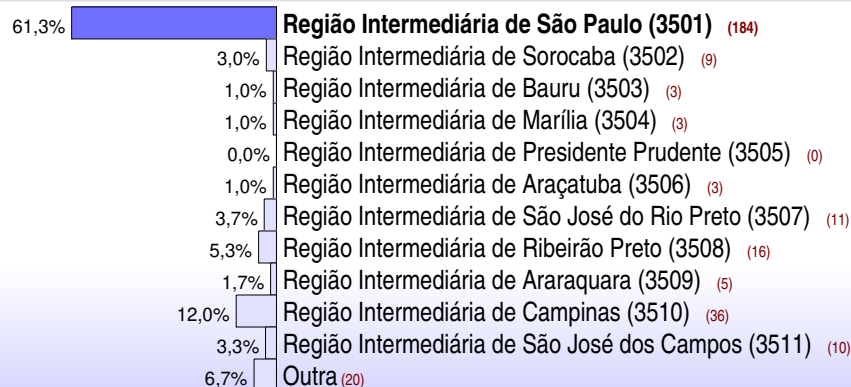 61,3% Região Intermediária de São Paulo (3501) (184)
3,0% Região Intermediária de Sorocaba (3502) (9)
1,0% Região Intermediária de Bauru (3503) (3)
1,0% Região Intermediária de Marília (3504) (3)
0,0% Região Intermediária de Presidente Prudente (3505) (0)
1,0% Região Intermediária de Araçatuba (3506) (3)
3,7% Região Intermediária de São José do Rio Preto (3507) (11)
5,3% Região Intermediária de Ribeirão Preto (3508) (16)
1,7% Região Intermediária de Araraquara (3509) (5)
12,0% Região Intermediária de Campinas (3510) (36)
3,3% Região Intermediária de São José dos Campos (3511) (10)
6,7% Outra (20)